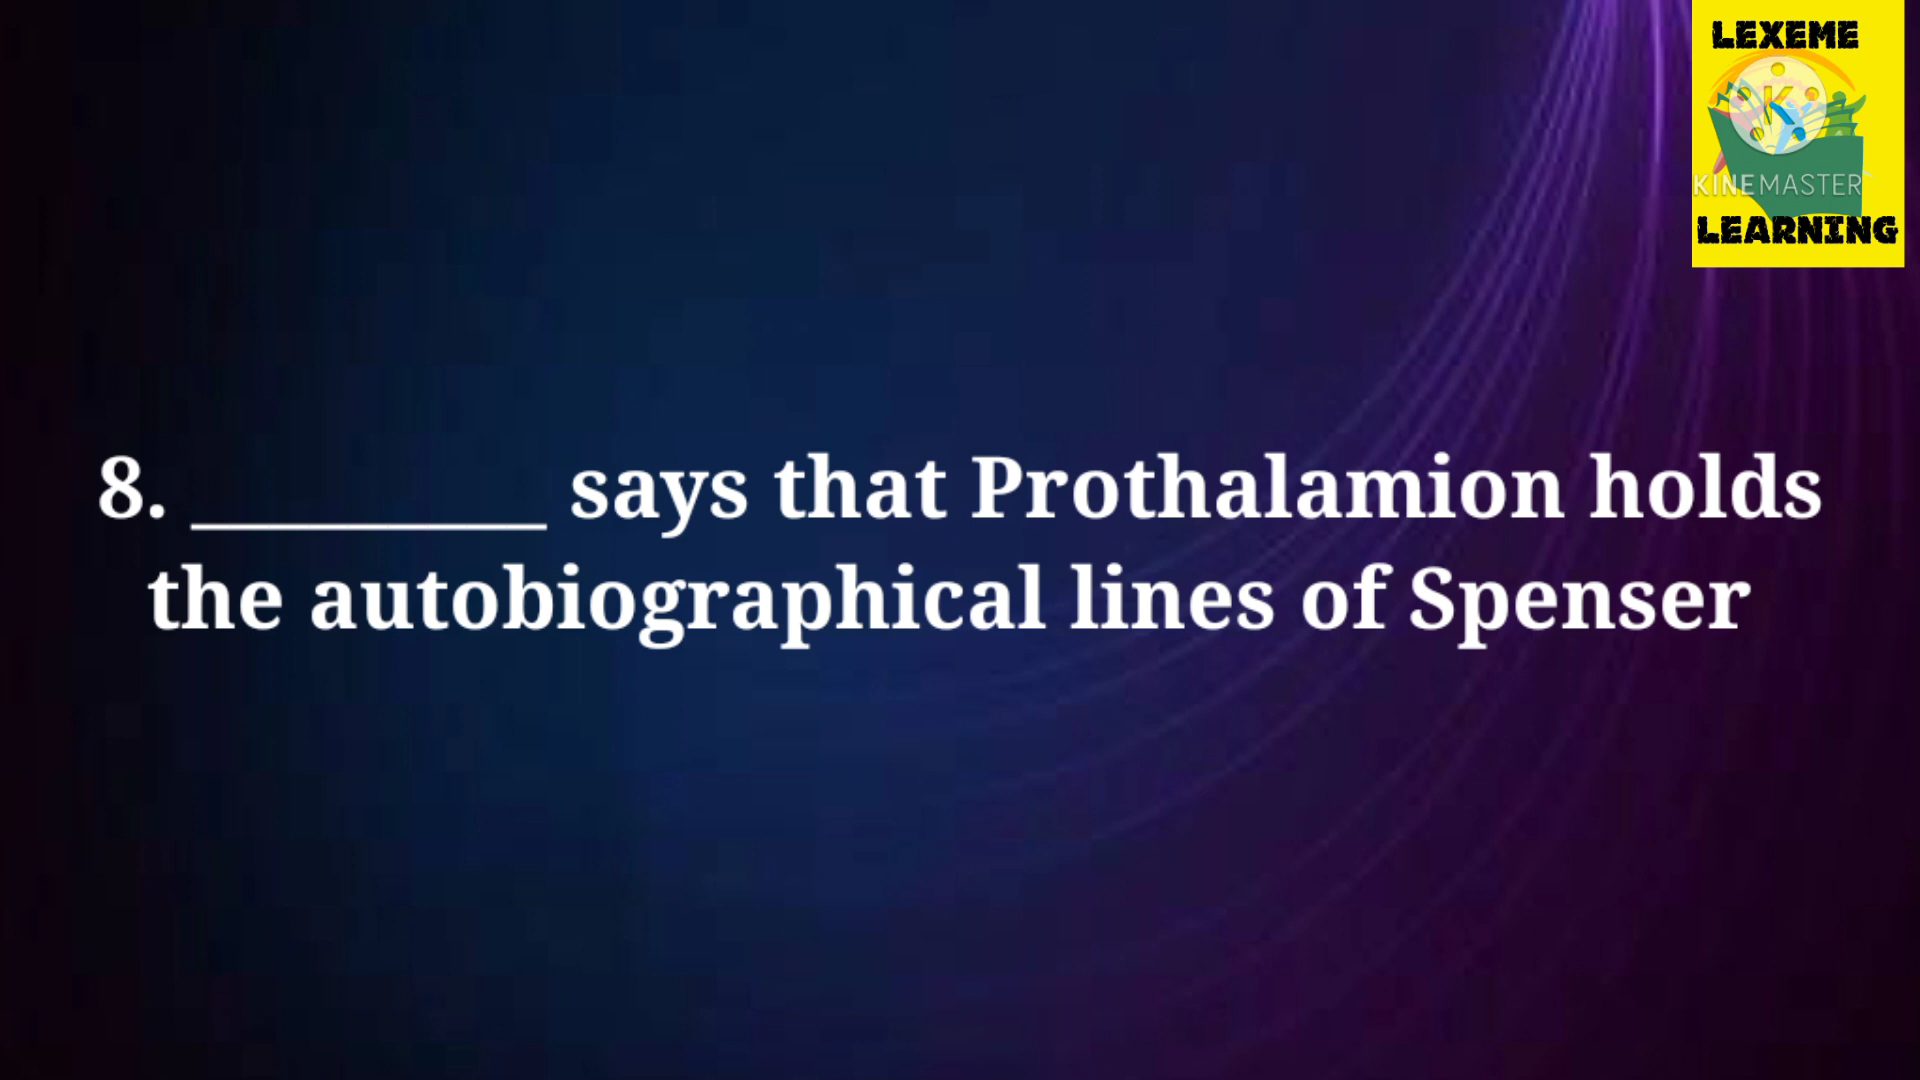 LEXEME
KINEMASTER
LEARNING
8. _________ says that Prothalamion holds
the autobiographical lines of Spenser